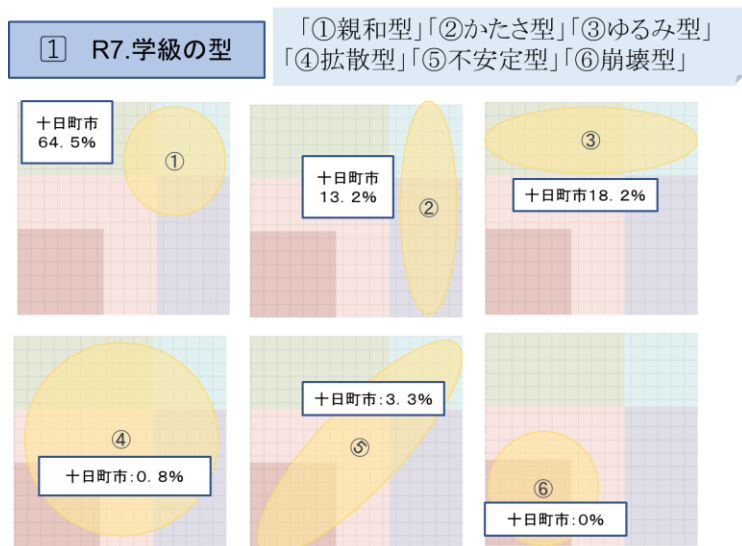 1 R7.学級の型
「①親和型」「②かたさ型」「③ゆるみ型」
「④拡散型」「⑤不安定型」「⑥崩壊型」
十日町市
64.5%
①
十日町市
13.2%
②
③
十日町市18.2%
④
十日町市:0.8%
十日町市:3.3%
⑤
⑥
十日町市:0%